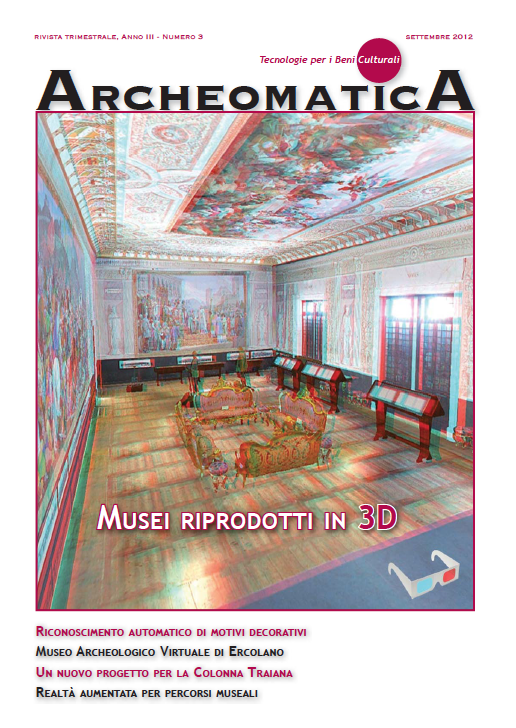 rivista trimestrale, Anno III - Numero 3
settembre 2012
Tecnologie per i Beni Culturali
ArcheomaticA
Musei riprodotti in 3D
Riconoscimento automatico di motivi decorativi
Museo Archeologico Virtuale di Ercolano
Un nuovo progetto per la Colonna Traiana
Realtà aumentata per percorsi museali